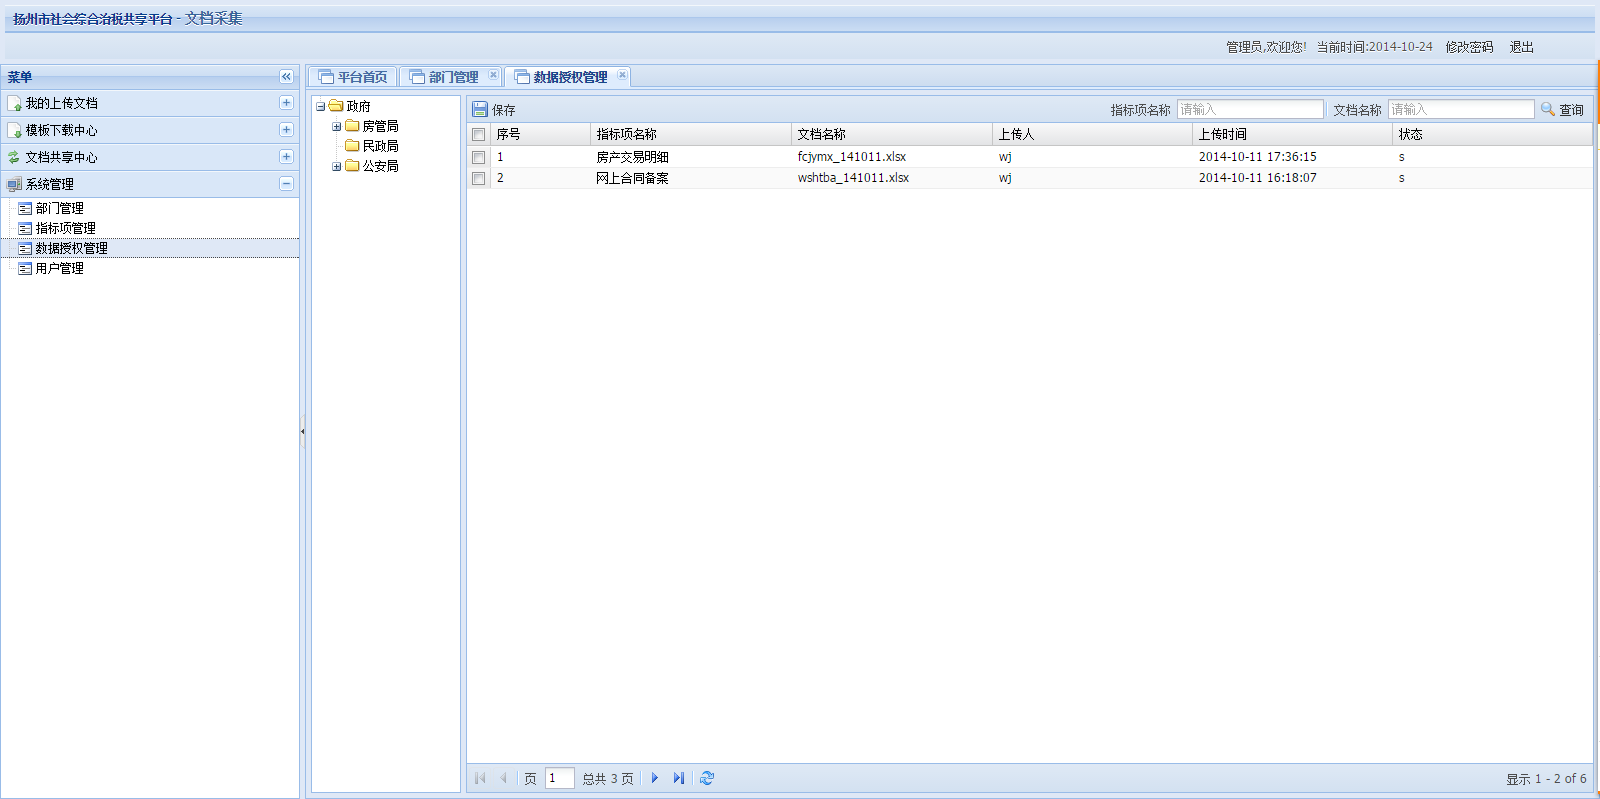 扬州市社会综合治税共享平台 - 文档采集
管理员,欢迎您! 当前时间:2014-10-24 修改密码 退出
菜单
我的上传文档
模板下载中心
文档共享中心
系统管理
部门管理
指标项管理
数据授权管理
用户管理
平台首页 部门管理 数据授权管理
政府
房管局
民政局
公安局
保存 指标项名称 请输入 文档名称 请输入 查询
序号 指标项名称 文档名称 上传人 上传时间 状态
1 房产交易明细 fcjymx_141011.xlsx wj 2014-10-11 17:36:15 s
2 网上合同备案 wshtba_141011.xlsx wj 2014-10-11 16:18:07 s
页 1 总共 3 页 显示 1 - 2 of 6